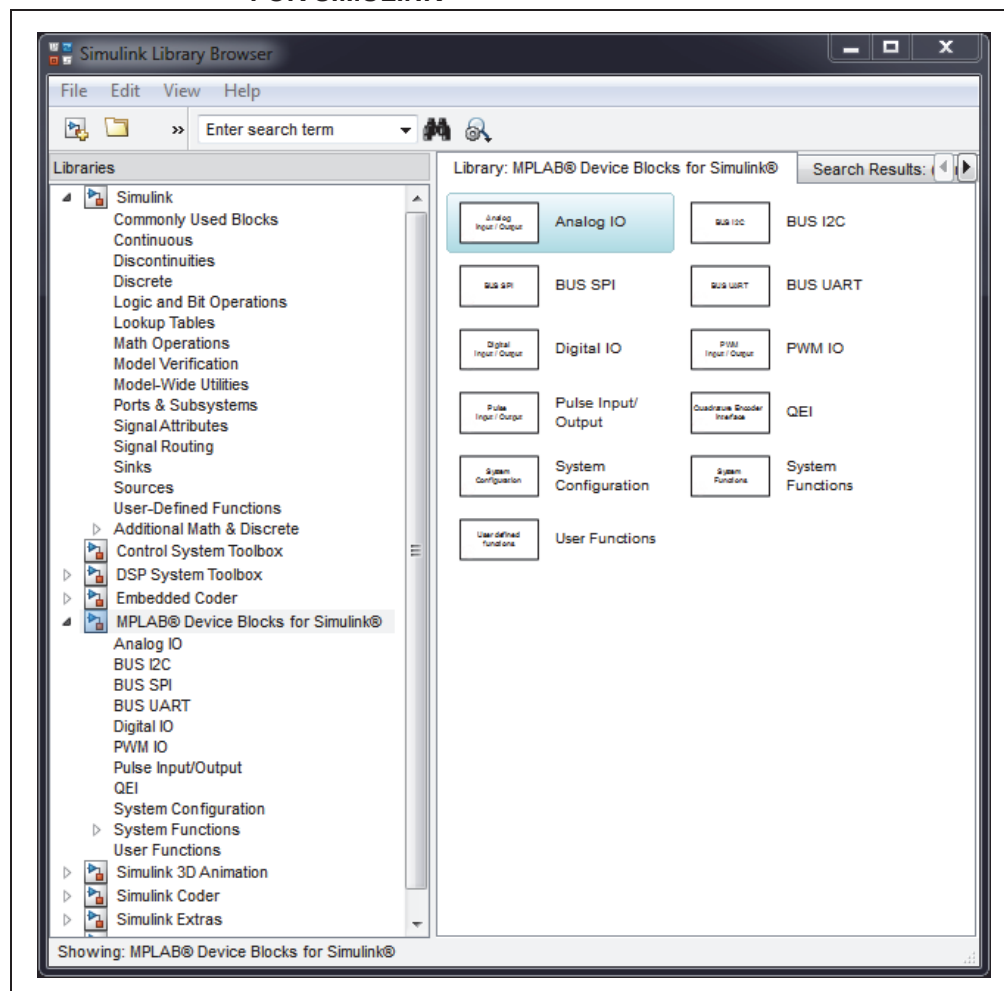 Simulink Library Browser
File Edit View Help
» Enter search term
Libraries
Simulink
Commonly Used Blocks
Continuous
Discontinuities
Discrete
Logic and Bit Operations
Lookup Tables
Math Operations
Model Verification
Model-Wide Utilities
Ports & Subsystems
Signal Attributes
Signal Routing
Sinks
Sources
User-Defined Functions
Additional Math & Discrete
Control System Toolbox
DSP System Toolbox
Embedded Coder
MPLAB® Device Blocks for Simulink®
Analog IO
BUS I2C
BUS SPI
BUS UART
Digital IO
PWM IO
Pulse Input/Output
QEI
System Configuration
System Functions
User Functions
Simulink 3D Animation
Simulink Coder
Simulink Extras
Library: MPLAB® Device Blocks for Simulink®
Search Results:
Analog
Input / Output
Analog IO
BUS I2C
BUS I2C
BUS SPI
BUS SPI
BUS UART
BUS UART
Digital
Input / Output
Digital IO
PWM
Input / Output
PWM IO
Pulse
Input / Output
Pulse Input/
Output
Quadrature Encoder
Interface
QEI
System
Configuration
System
Configuration
System
Functions
System
Functions
User defined
functions
User Functions
Showing: MPLAB® Device Blocks for Simulink®